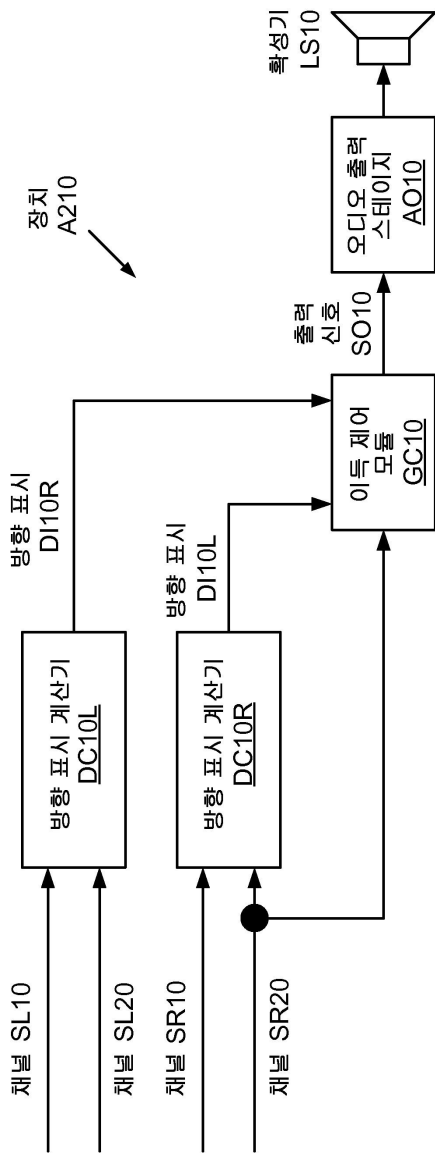 장치
A210
채널 SL10
채널 SL20
채널 SR10
채널 SR20
방향 표시 계산기
DC10L
방향 표시 계산기
DC10R
방향 표시
DI10R
방향 표시
DI10L
이득 제어
모듈
GC10
출력
신호
SO10
오디오 출력
스테이지
AO10
확성기
LS10